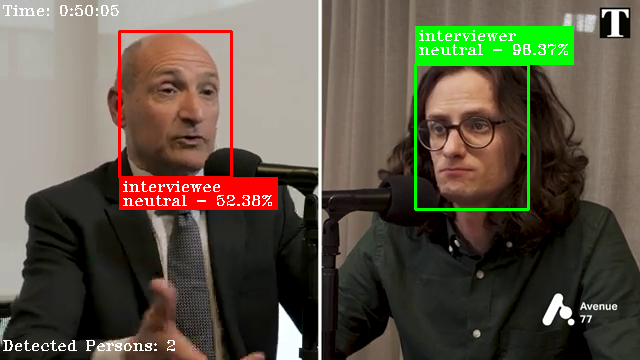 Time: 0:50:05
T
interviewer
neutral - 98.37%
interviewee
neutral - 52.38%
Avenue
77
Detected Persons: 2